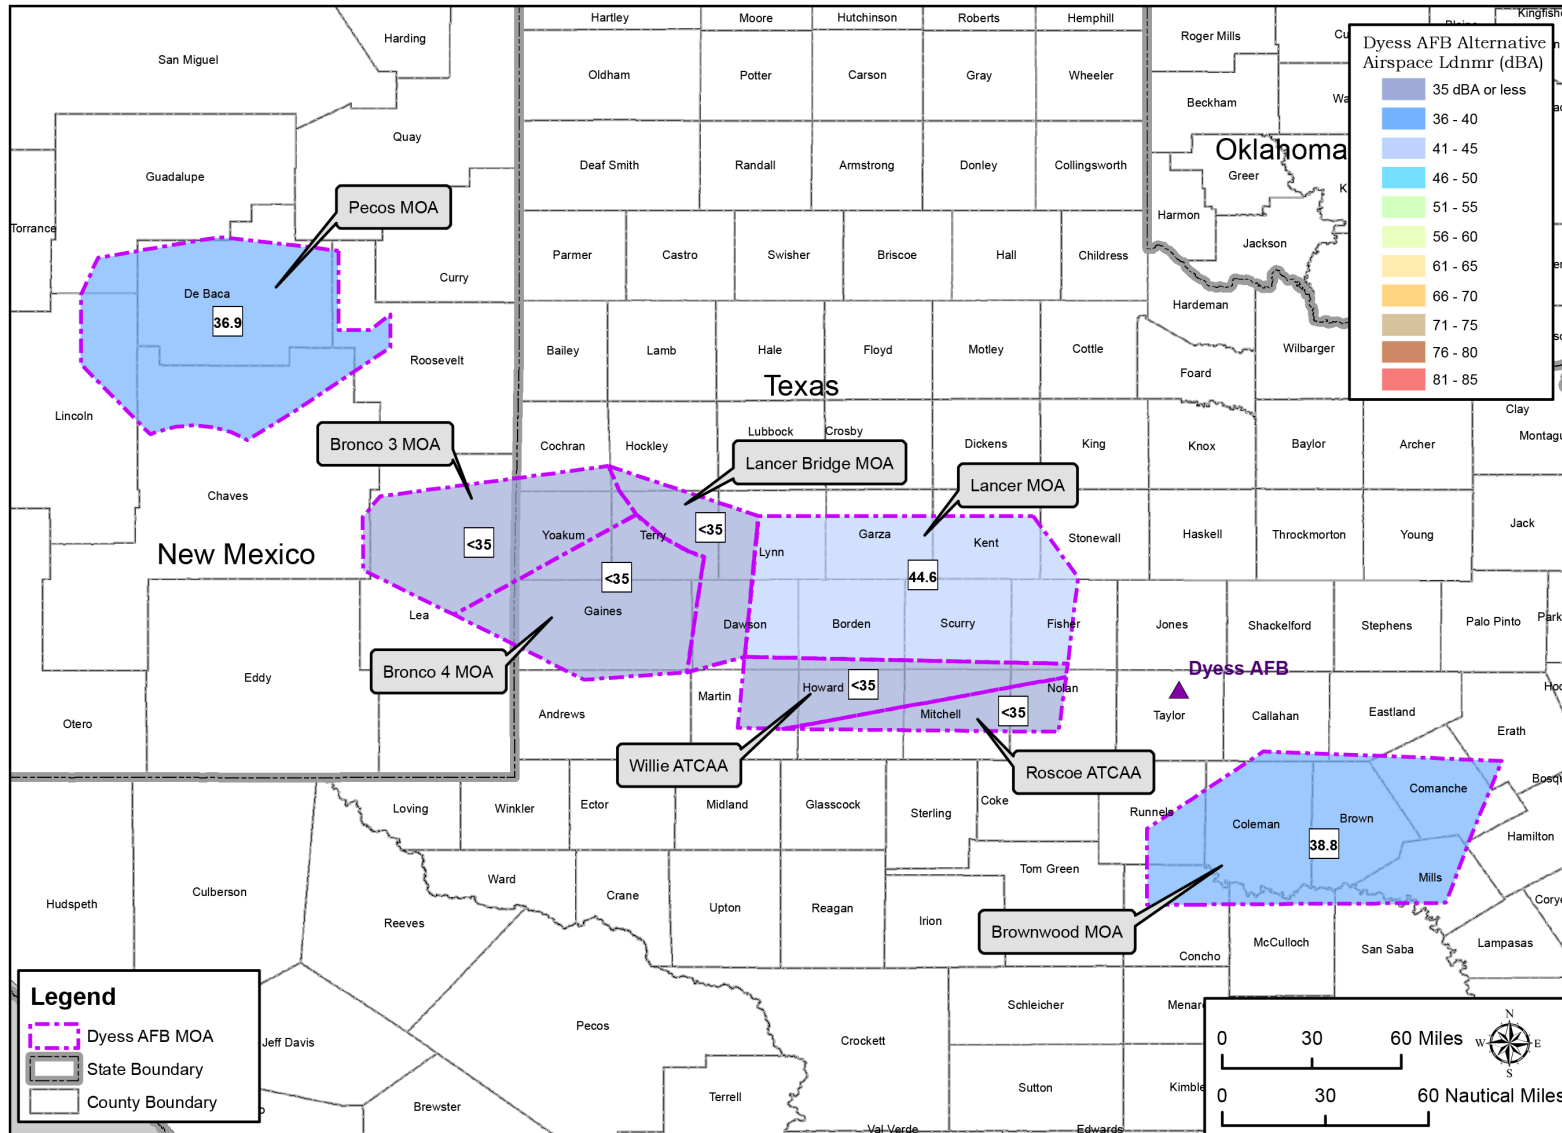 Hartley
Moore
Hutchinson
Roberts
Hemphill
Harding
San Miguel
Roger Mills
Oldham
Potter
Carson
Gray
Wheeler
Beckham
Quay
Deaf Smith
Randall
Armstrong
Donley
Collingsworth
Oklahoma
Guadalupe
Greer
Pecos MOA
Harmon
Torrance
Jackson
Parmer
Castro
Swisher
Briscoe
Hall
Childress
Curry
De Baca
36.9
Hardeman
Bailey
Lamb
Hale
Floyd
Motley
Cottle
Wilbarger
Roosevelt
Foard
Texas
Lincoln
Clay
Bronco 3 MOA
Cochran
Hockley
Lubbock
Crosby
Dickens
King
Knox
Baylor
Archer
Lancer Bridge MOA
Lancer MOA
Chaves
New Mexico
<35
Yoakum
Terry
<35
Lynn
Garza
Kent
Stonewall
Haskell
Throckmorton
Young
Jack
<35
44.6
Lea
Gaines
Dawson
Borden
Scurry
Fisher
Jones
Shackelford
Stephens
Palo Pinto
Bronco 4 MOA
Dyess AFB
Eddy
Martin
Howard
<35
Nolan
Otero
Andrews
Mitchell
<35
Taylor
Callahan
Eastland
Erath
Willie ATCAA
Roscoe ATCAA
Loving
Winkler
Ector
Midland
Glasscock
Sterling
Coke
Runnels
Coleman
Brown
Comanche
Hamilton
38.8
Ward
Crane
Upton
Reagan
Irion
Tom Green
Mills
Culberson
Hudspeth
Reeves
Brownwood MOA
Concho
McCulloch
San Saba
Lampasas
Schleicher
Pecos
Crockett
Jeff Davis
Sutton
Terrell
Brewster
Val Verde
Edwards
Dyess AFB Alternative
Airspace Ldnmr (dBA)
35 dBA or less
36 - 40
41 - 45
46 - 50
51 - 55
56 - 60
61 - 65
66 - 70
71 - 75
76 - 80
81 - 85
Legend
Dyess AFB MOA
State Boundary
County Boundary
0 30 60 Miles
0 30 60 Nautical Miles
N
W E
S